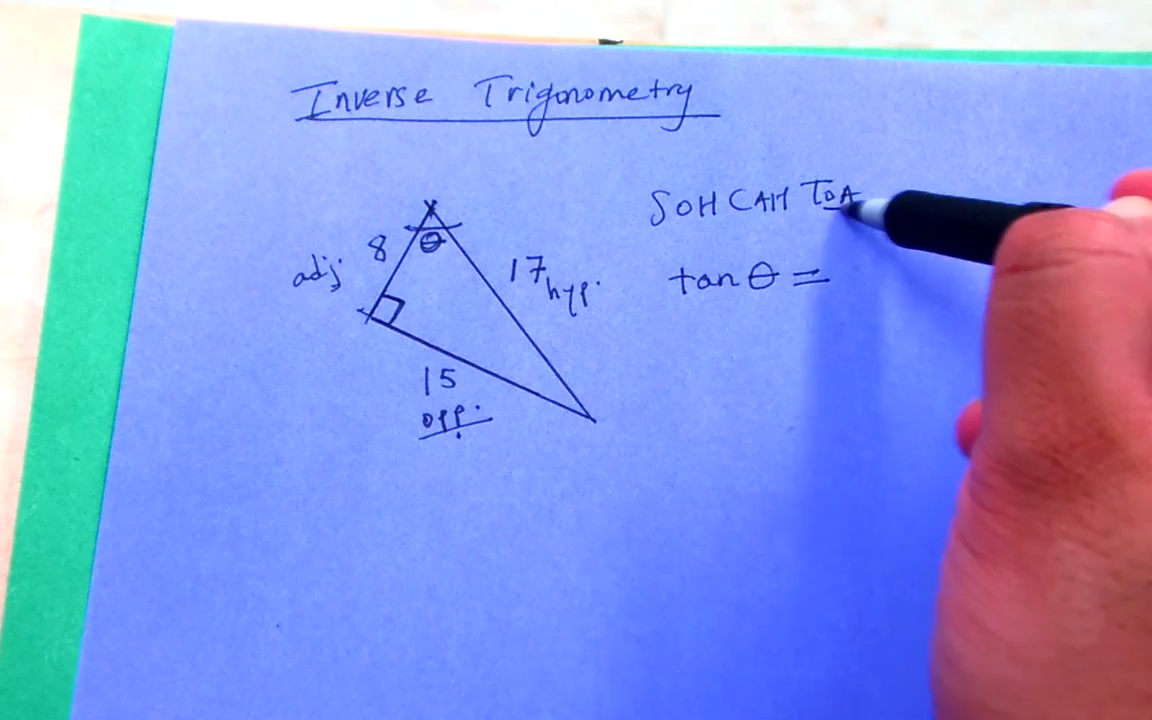 Inverse Trigonometry
SOH CAH TOA
8
θ
adj
17
hyp.
tan θ =
15
opp.